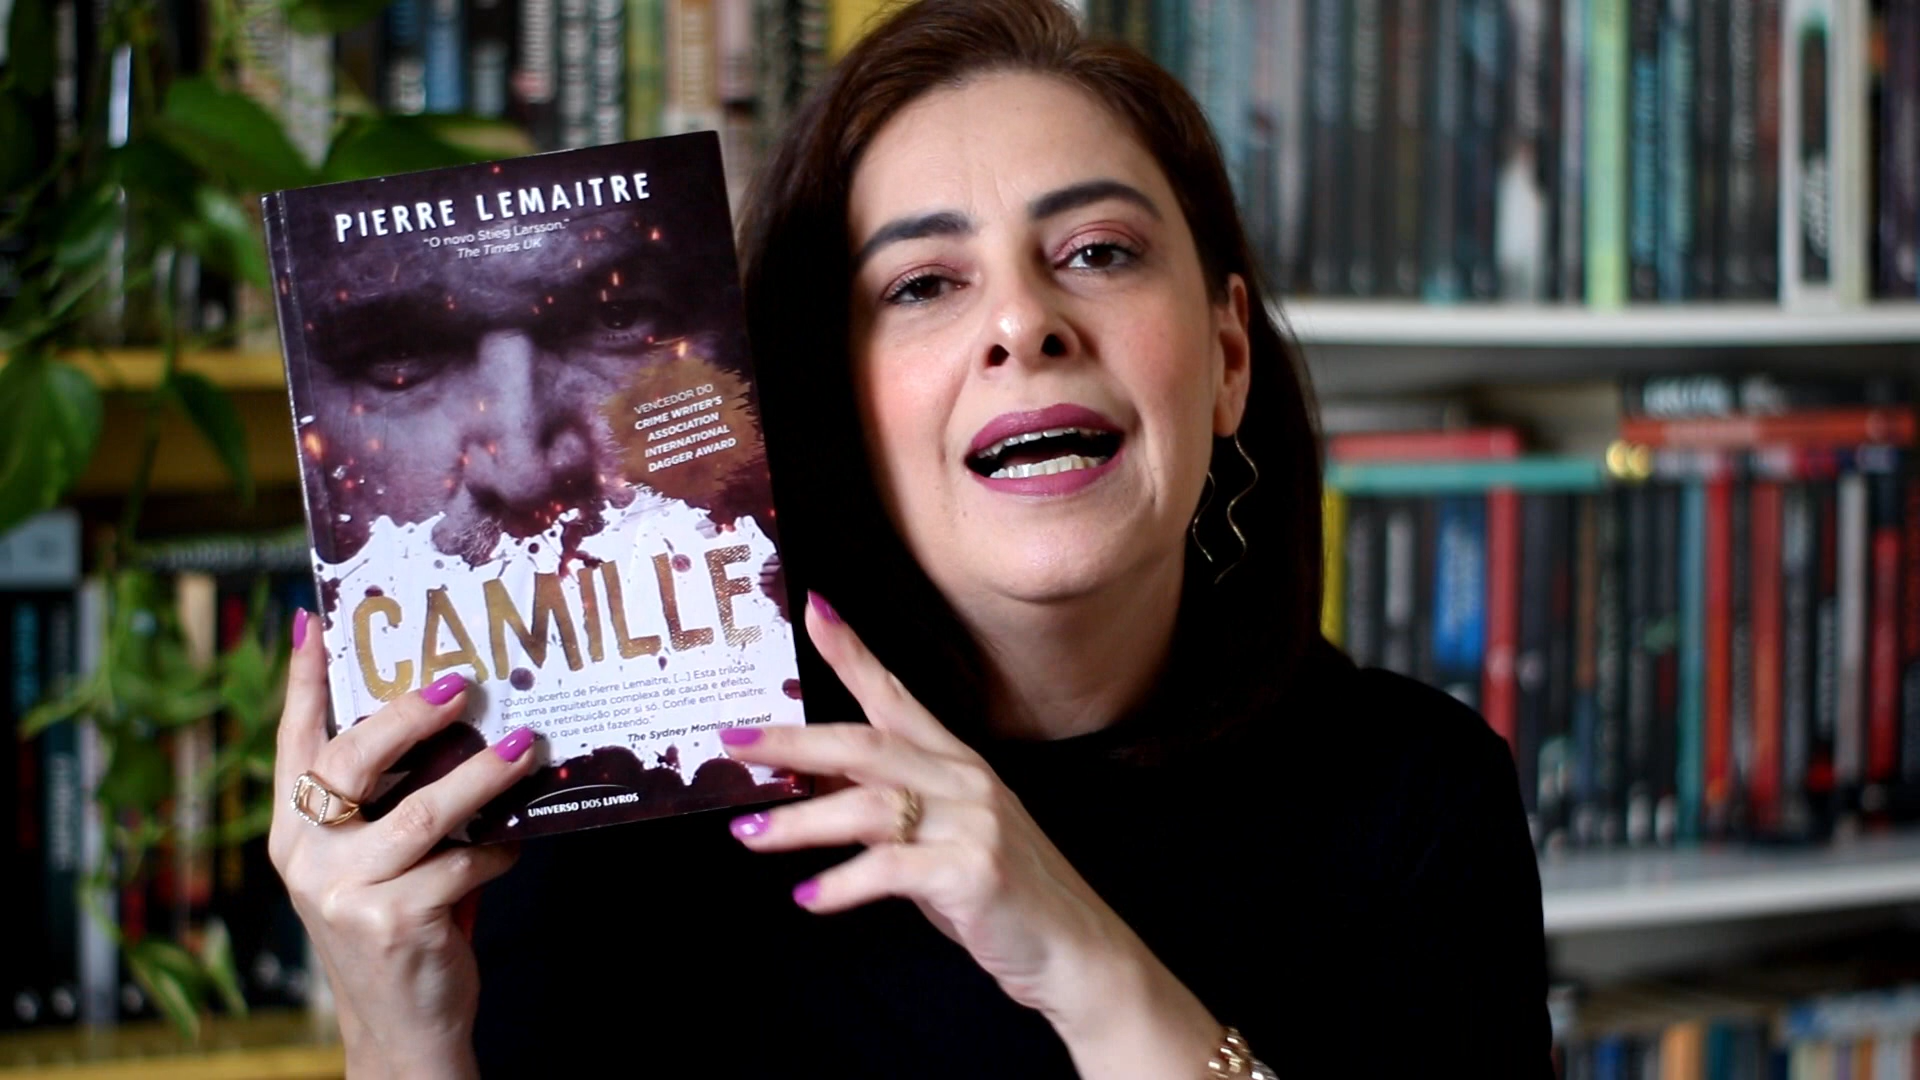 PIERRE LEMAITRE
"O novo Stieg Larsson."
The Times UK
VENCEDOR DO
CRIME WRITER'S
ASSOCIATION
INTERNATIONAL
DAGGER AWARD
CAMILLE
"Outro acerto de Pierre Lemaitre, [...] Esta trilogia
tem uma arquitetura complexa de causa e efeito,
pecado e retribuição por si só. Confie em Lemaitre:
o que está fazendo."
The Sydney Morning Herald
UNIVERSO DOS LIVROS